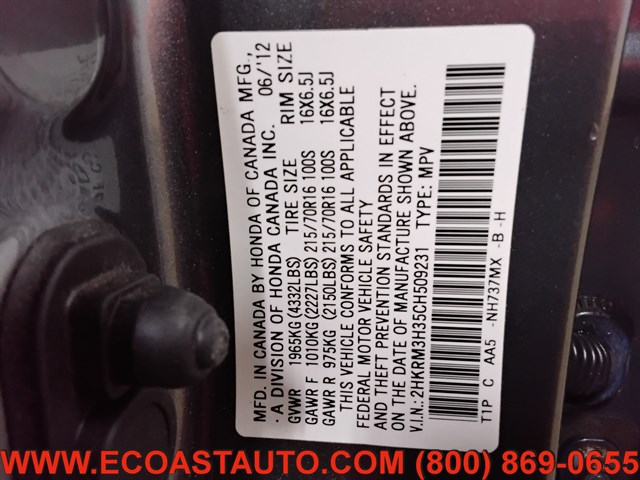 MFD. IN CANADA BY HONDA OF CANADA MFG.,
· A DIVISION OF HONDA CANADA INC. 06/'12
GVWR 1965KG(4332LBS) TIRE SIZE RIM SIZE
GAWR F 1010KG(2227LBS) 215/70R16 100S 16X6.5J
GAWR R 975KG (2150LBS) 215/70R16 100S 16X6.5J
THIS VEHICLE CONFORMS TO ALL APPLICABLE
FEDERAL MOTOR VEHICLE SAFETY
AND THEFT PREVENTION STANDARDS IN EFFECT
ON THE DATE OF MANUFACTURE SHOWN ABOVE.
V.I.N.:2HKRM3H35CH509231 TYPE: MPV
T1P C AA5 -NH737MX -B -H
WWW.ECOASTAUTO.COM (800) 869-0655